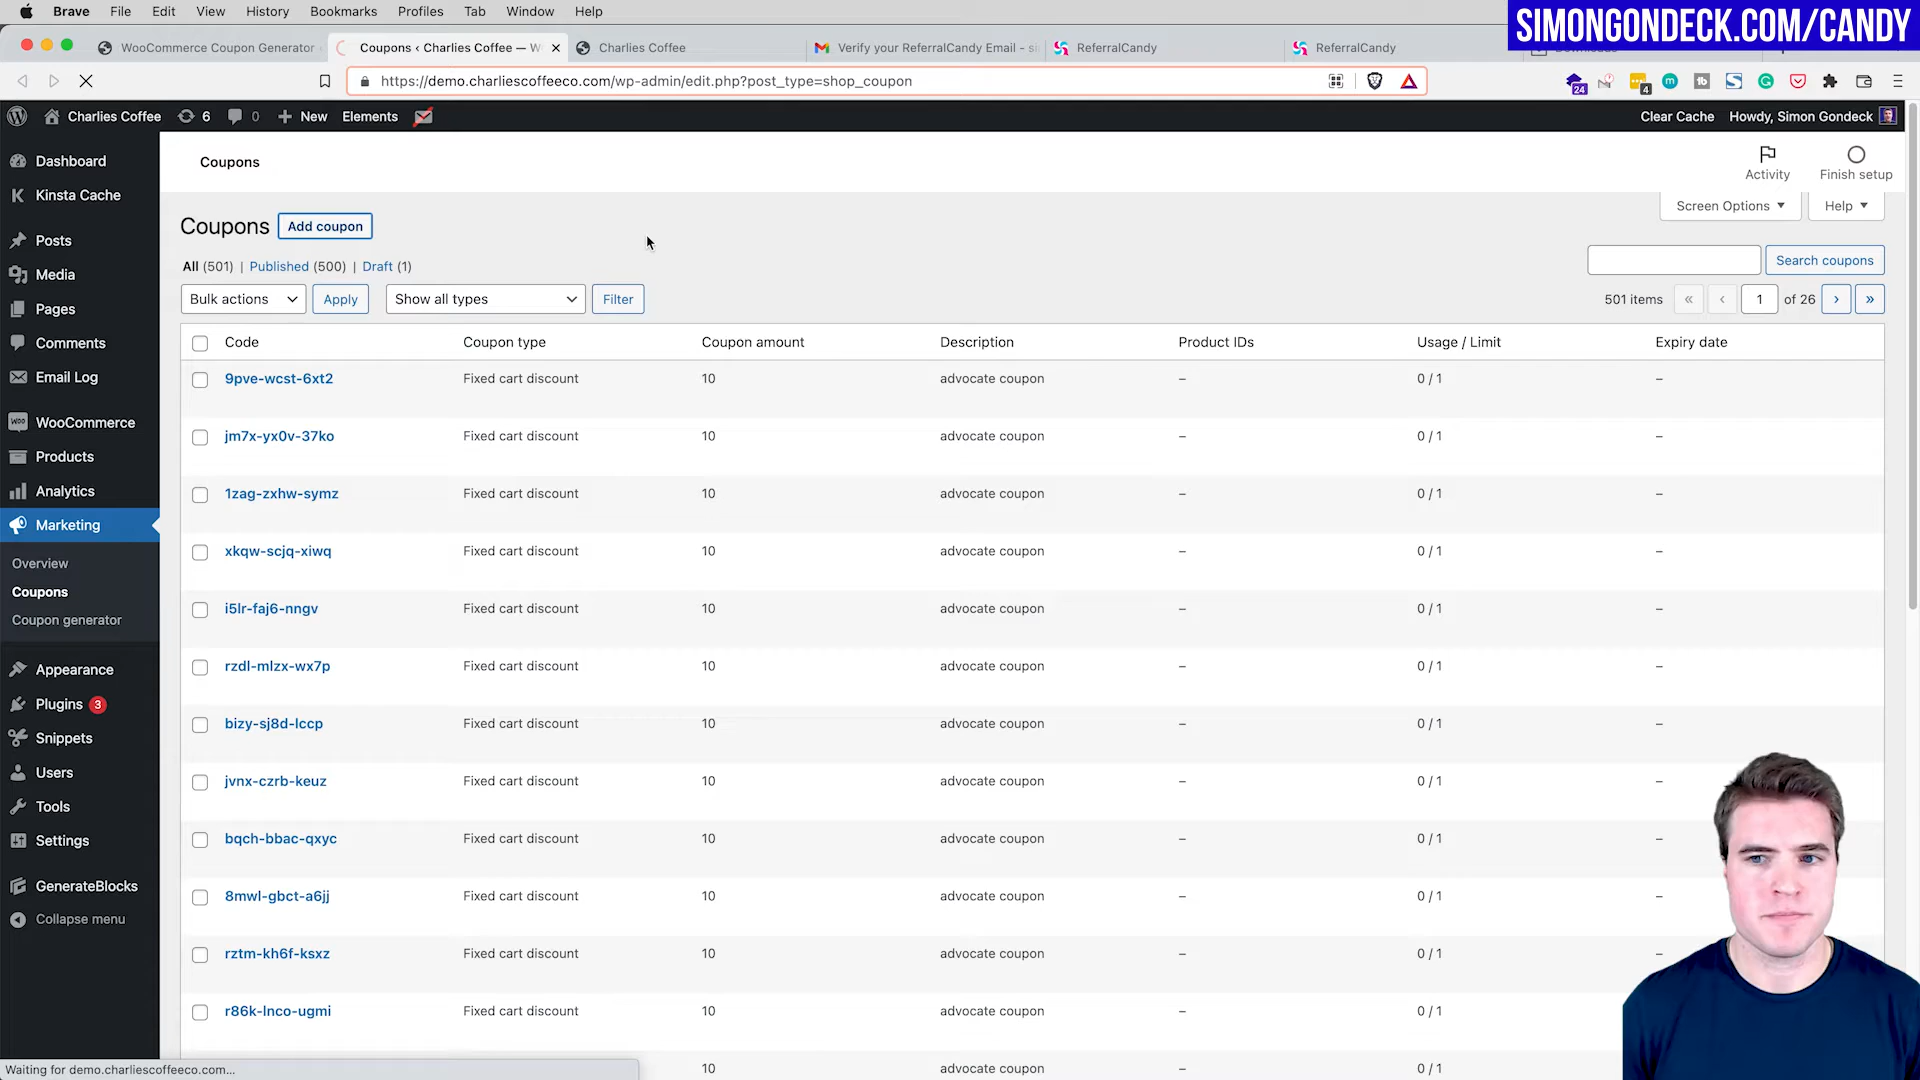 Brave File Edit View History Bookmarks Profiles Tab Window Help
SIMONGONDECK.COM/CANDY
WooCommerce Coupon Generator
Coupons ‹ Charlies Coffee — W
Charlies Coffee
Verify your ReferralCandy Email - si
ReferralCandy
ReferralCandy
https://demo.charliescoffeeco.com/wp-admin/edit.php?post_type=shop_coupon
24
4
Charlies Coffee 6 0 New Elements
Clear Cache Howdy, Simon Gondeck
Dashboard
Kinsta Cache
Posts
Media
Pages
Comments
Email Log
WooCommerce
Products
Analytics
Marketing
Overview
Coupons
Coupon generator
Appearance
Plugins 3
Snippets
Users
Tools
Settings
GenerateBlocks
Collapse menu
Coupons
Activity
Finish setup
Screen Options
Help
Coupons Add coupon
All (501) | Published (500) | Draft (1)
Search coupons
Bulk actions Apply Show all types Filter
501 items « ‹ 1 of 26 › »
Code Coupon type Coupon amount Description Product IDs Usage / Limit Expiry date
9pve-wcst-6xt2 Fixed cart discount 10 advocate coupon – 0 / 1 –
jm7x-yx0v-37ko Fixed cart discount 10 advocate coupon – 0 / 1 –
1zag-zxhw-symz Fixed cart discount 10 advocate coupon – 0 / 1 –
xkqw-scjq-xiwq Fixed cart discount 10 advocate coupon – 0 / 1 –
i5lr-faj6-nngv Fixed cart discount 10 advocate coupon – 0 / 1 –
rzdl-mlzx-wx7p Fixed cart discount 10 advocate coupon – 0 / 1 –
bizy-sj8d-lccp Fixed cart discount 10 advocate coupon – 0 / 1 –
jvnx-czrb-keuz Fixed cart discount 10 advocate coupon – 0 / 1 –
bqch-bbac-qxyc Fixed cart discount 10 advocate coupon – 0 / 1 –
8mwl-gbct-a6jj Fixed cart discount 10 advocate coupon – 0 / 1 –
rztm-kh6f-ksxz Fixed cart discount 10 advocate coupon – 0 / 1
r86k-lnco-ugmi Fixed cart discount 10 advocate coupon – 0 / 1
10 advocate coupon – 0 / 1
Waiting for demo.charliescoffeeco.com...